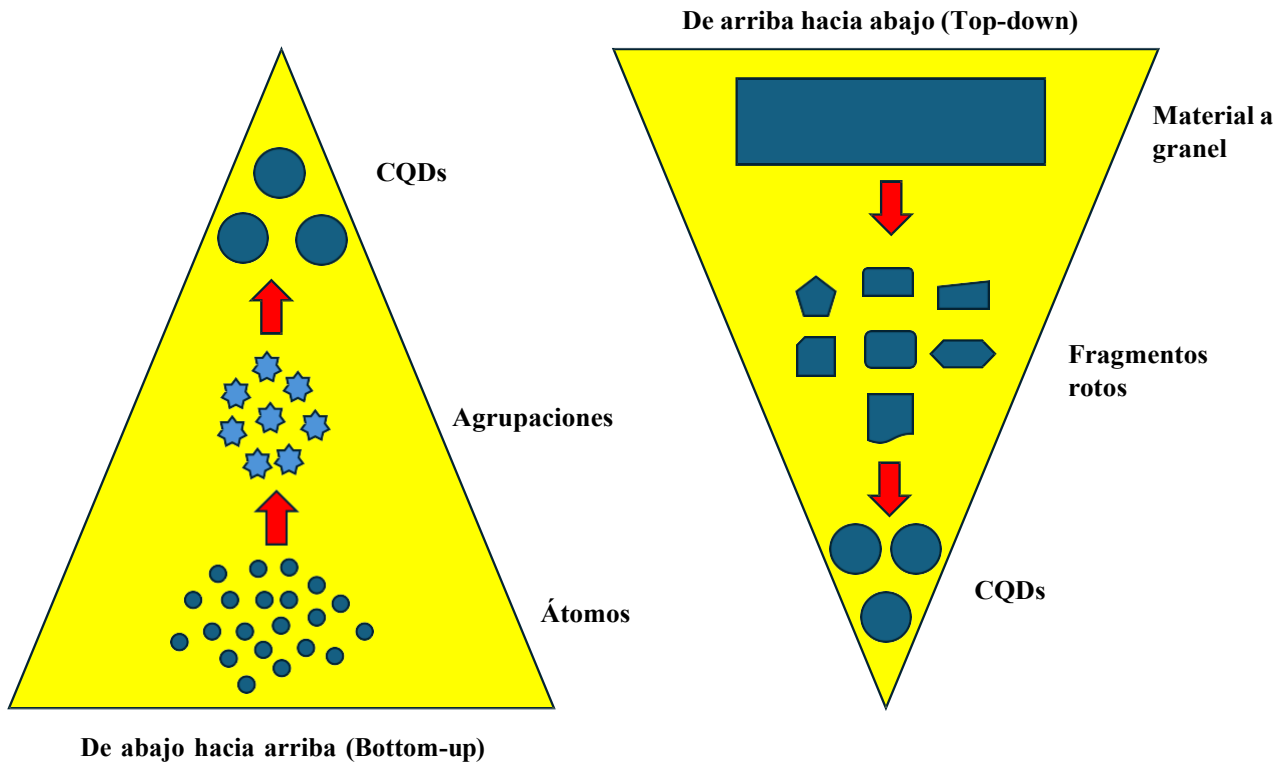 De arriba hacia abajo (Top-down)
CQDs
Agrupaciones
Átomos
De abajo hacia arriba (Bottom-up)
Material a
granel
Fragmentos
rotos
CQDs